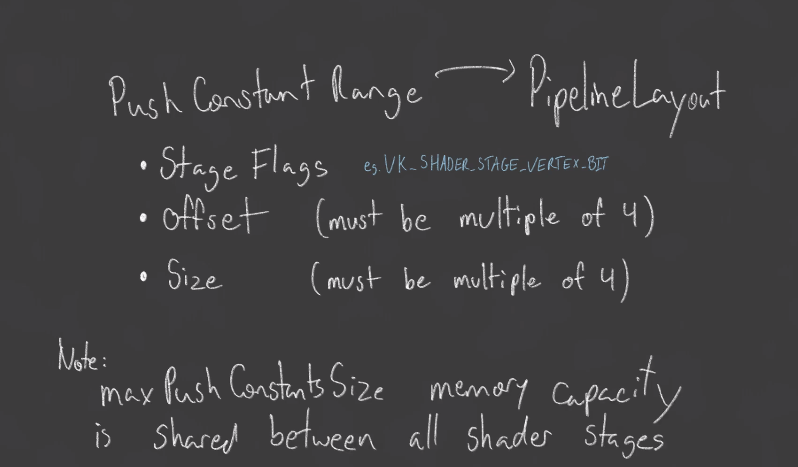 Push Constant Range → PipelineLayout
• Stage Flags eg. VK_SHADER_STAGE_VERTEX_BIT
• offset (must be multiple of 4)
• Size (must be multiple of 4)
Note:
maxPushConstantsSize memory capacity
is shared between all shader stages